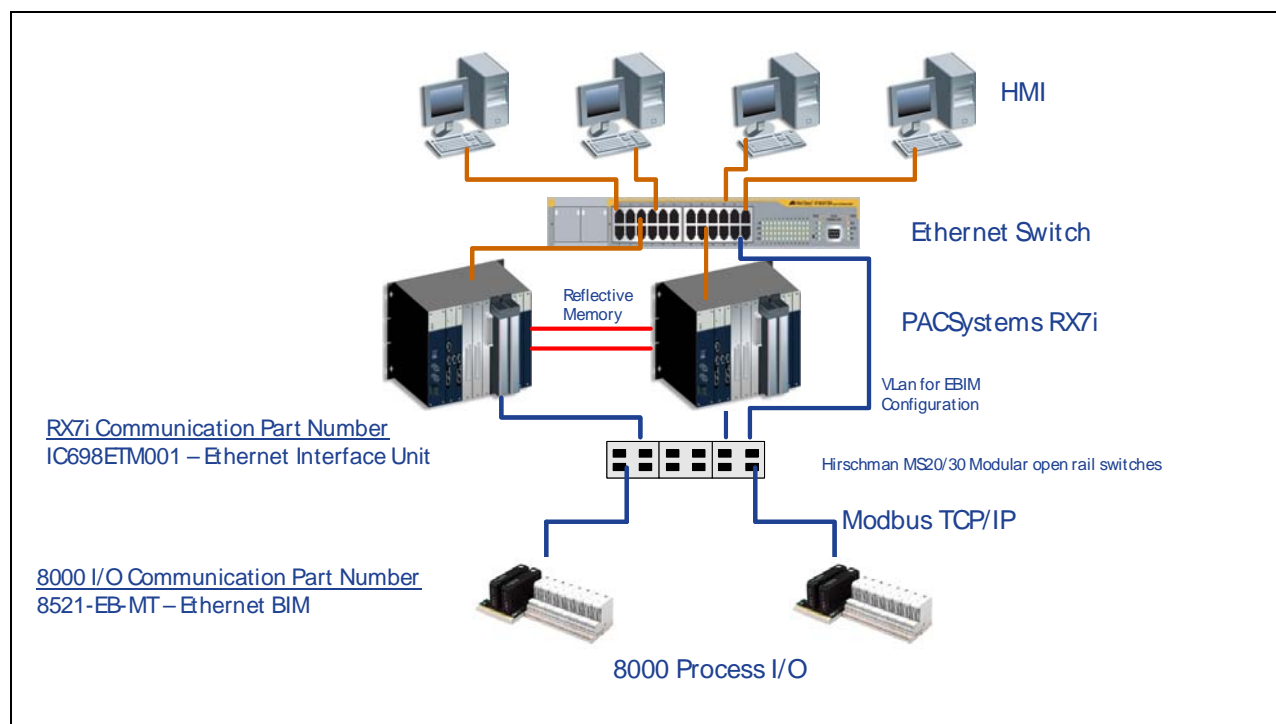 HMI
Ethernet Switch
Reflective
Memory
PACSystems RX7i
VLan for EBIM
Configuration
RX7i Communication Part Number
IC698ETM001 – Ethernet Interface Unit
Hirschman MS20/30 Modular open rail switches
Modbus TCP/IP
8000 I/O Communication Part Number
8521-EB-MT – Ethernet BIM
8000 Process I/O